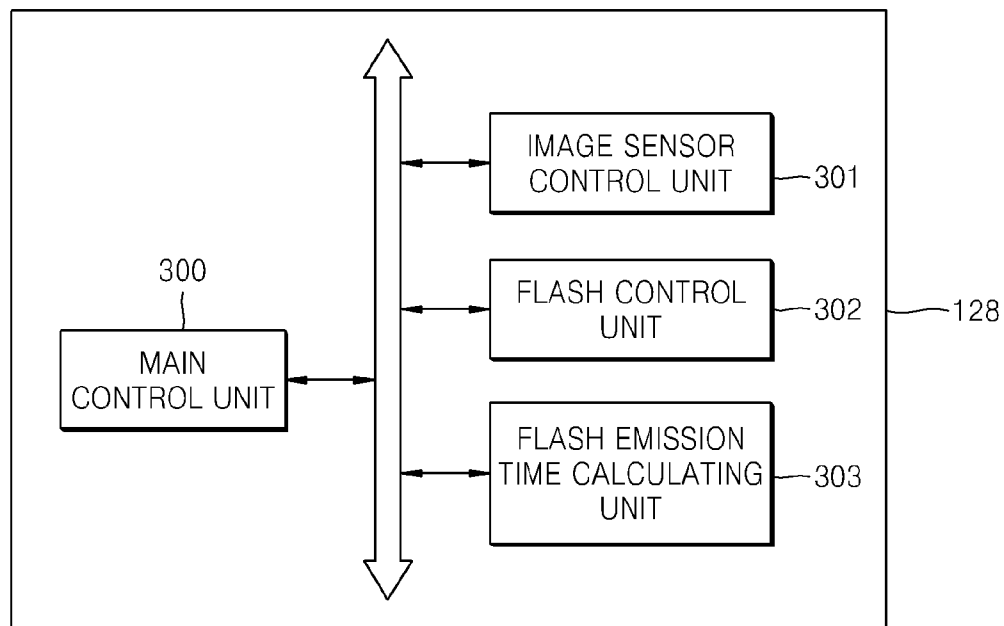 IMAGE SENSOR
CONTROL UNIT
301
300
FLASH CONTROL
UNIT
302
128
MAIN
CONTROL UNIT
FLASH EMISSION
TIME CALCULATING
UNIT
303